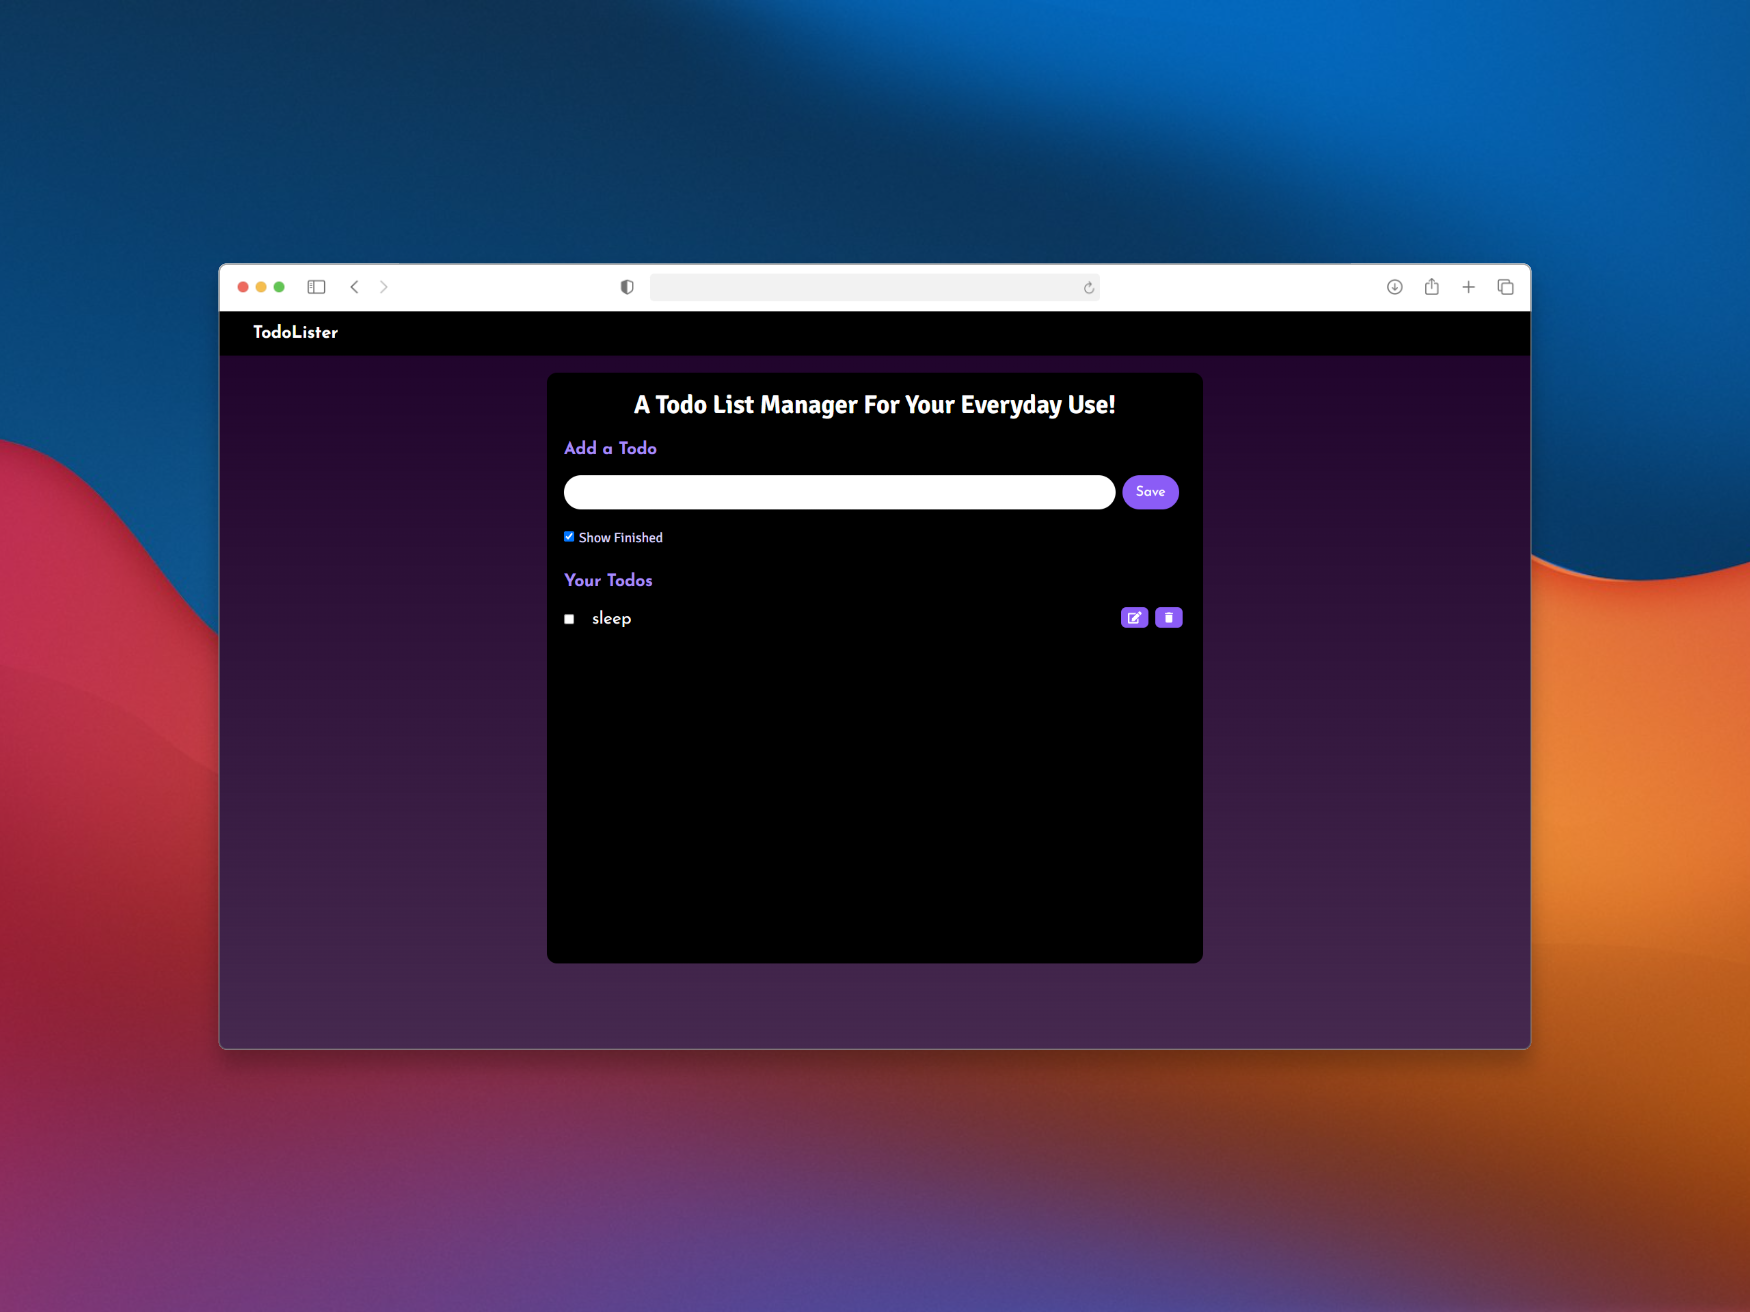 TodoLister
A Todo List Manager For Your Everyday Use!
Add a Todo
Save
Show Finished
Your Todos
sleep